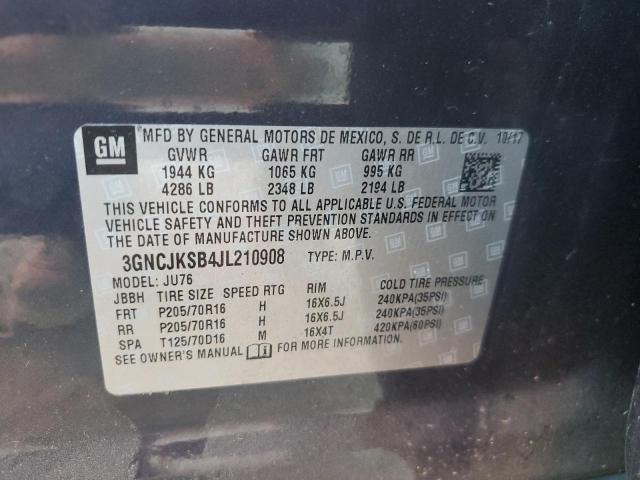 GM MFD BY GENERAL MOTORS DE MEXICO, S. DE R.L. DE C.V. 10/17
GVWR GAWR FRT GAWR RR
1944 KG 1065 KG 995 KG
4286 LB 2348 LB 2194 LB
THIS VEHICLE CONFORMS TO ALL APPLICABLE U.S. FEDERAL MOTOR
VEHICLE SAFETY AND THEFT PREVENTION STANDARDS IN EFFECT ON
THE DATE OF MANUFACTURE SHOWN ABOVE.
3GNCJKSB4JL210908 TYPE: M.P.V.
MODEL: JU76
JBBH TIRE SIZE SPEED RTG RIM COLD TIRE PRESSURE
FRT P205/70R16 H 16X6.5J 240KPA(35PSI)
RR P205/70R16 H 16X6.5J 240KPA(35PSI)
SPA T125/70D16 M 16X4T 420KPA(60PSI)
SEE OWNER'S MANUAL FOR MORE INFORMATION.